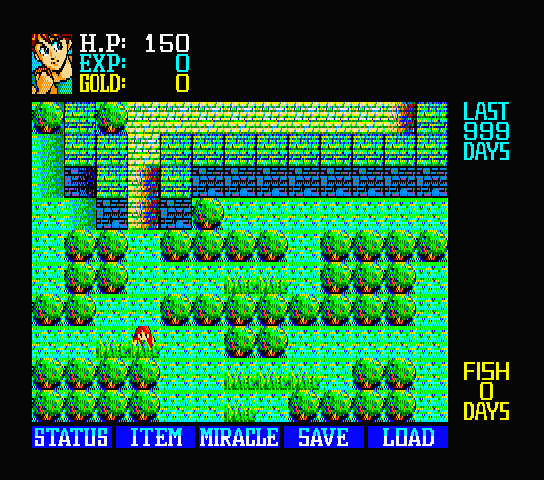 H.P: 150
EXP: 0
GOLD: 0
LAST
999
DAYS
FISH
0
DAYS
STATUS ITEM MIRACLE SAVE LOAD